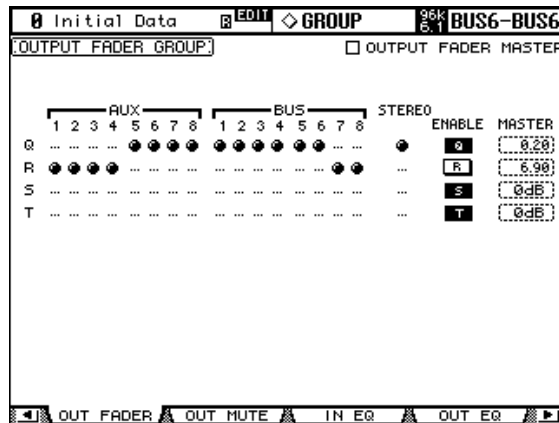 0 Initial Data R EDIT ◇ GROUP 96k 6.1 BUS6-BUS6
OUTPUT FADER GROUP □ OUTPUT FADER MASTER
AUX BUS STEREO
1 2 3 4 5 6 7 8 1 2 3 4 5 6 7 8 ENABLE MASTER
Q Q 0.20
R R 6.90
S S 0dB
T T 0dB
OUT FADER OUT MUTE IN EQ OUT EQ